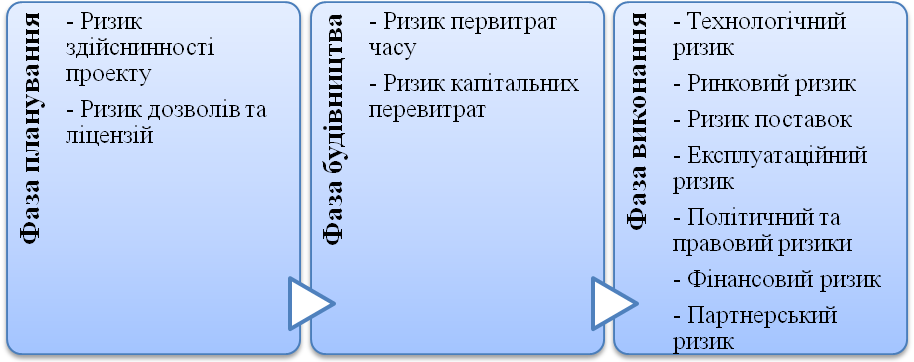 Фаза планування
- Ризик
здійснинності
проекту
- Ризик дозволів та
ліцензій
Фаза будівництва
- Ризик первитрат
часу
- Ризик капітальних
перевитрат
Фаза виконання
- Технологічний
ризик
- Ринковий ризик
- Ризик поставок
- Експлуатаційний
ризик
- Політичний та
правовий ризики
- Фінансовий ризик
- Партнерський
ризик